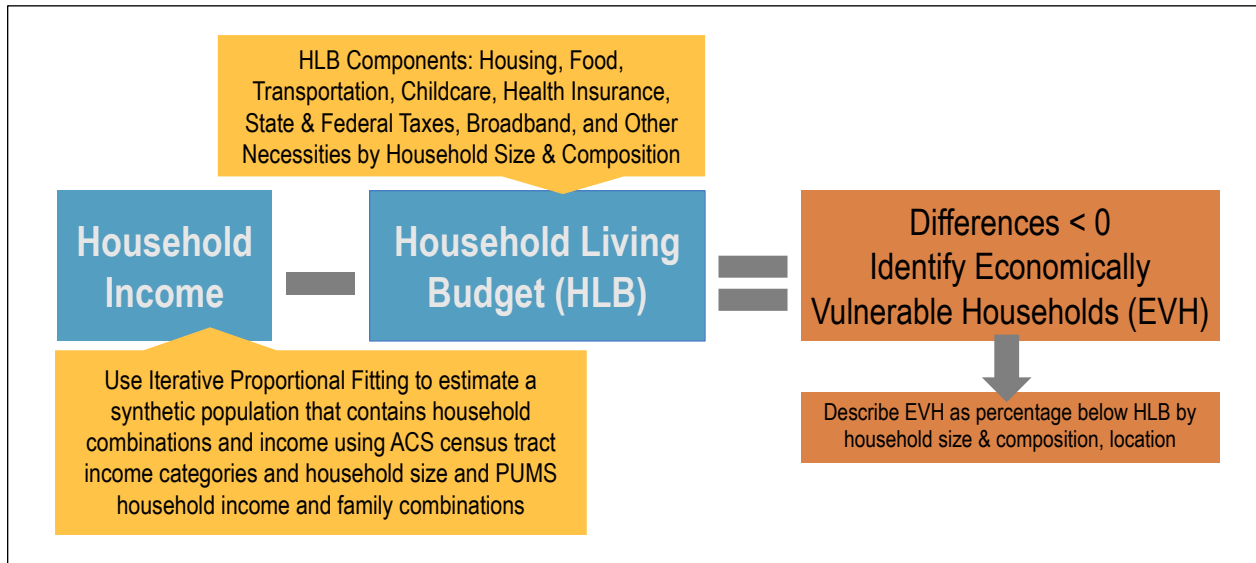 HLB Components: Housing, Food,
Transportation, Childcare, Health Insurance,
State & Federal Taxes, Broadband, and Other
Necessities by Household Size & Composition
Household
Income
Household Living
Budget (HLB)
Differences < 0
Identify Economically
Vulnerable Households (EVH)
Use Iterative Proportional Fitting to estimate a
synthetic population that contains household
combinations and income using ACS census tract
income categories and household size and PUMS
household income and family combinations
Describe EVH as percentage below HLB by
household size & composition, location